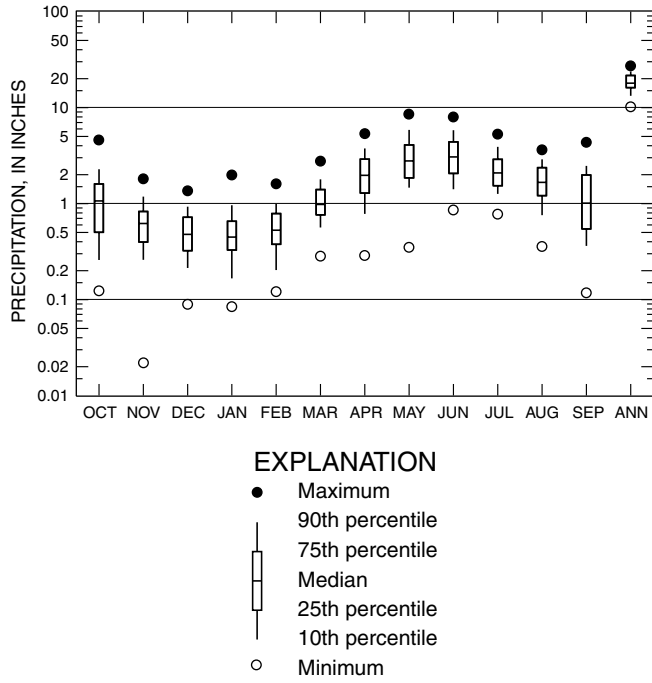 PRECIPITATION, IN INCHES
100
50
20
10
5
2
1
0.5
0.2
0.1
0.05
0.02
0.01
OCT NOV DEC JAN FEB MAR APR MAY JUN JUL AUG SEP ANN
EXPLANATION
Maximum
90th percentile
75th percentile
Median
25th percentile
10th percentile
Minimum